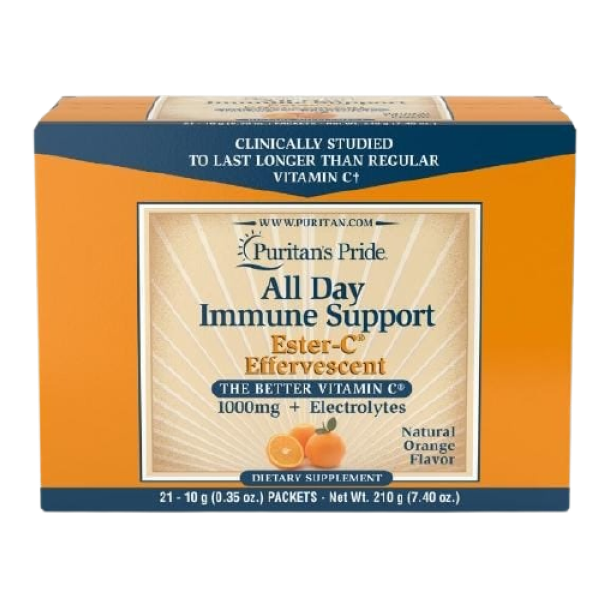 Immune Support
CLINICALLY STUDIED
TO LAST LONGER THAN REGULAR
VITAMIN C†
WWW.PURITAN.COM
Puritan's Pride®
All Day
Immune Support
Ester-C®
Effervescent
THE BETTER VITAMIN C®
1000mg + Electrolytes
Natural
Orange
Flavor
DIETARY SUPPLEMENT
21 - 10 g (0.35 oz.) PACKETS - Net Wt. 210 g (7.40 oz.)